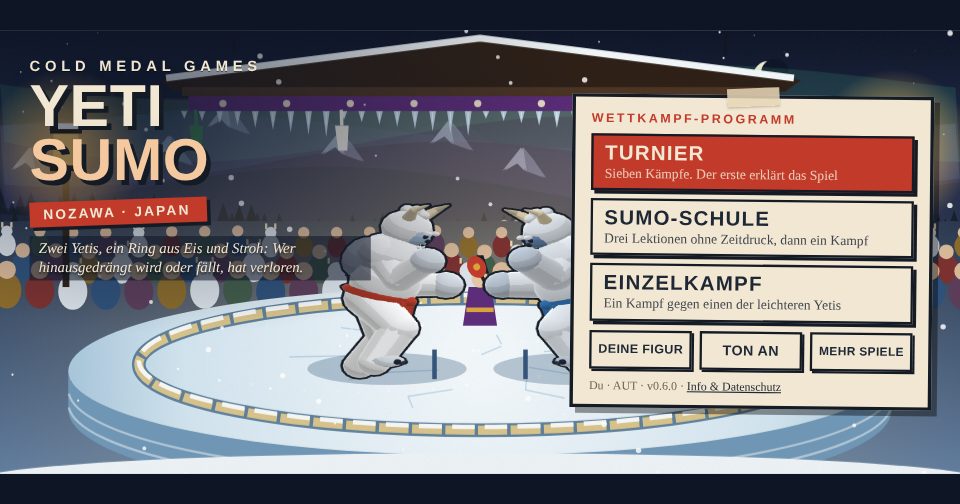 COLD MEDAL GAMES
YETI
SUMO
NOZAWA · JAPAN
Zwei Yetis, ein Ring aus Eis und Stroh: Wer
hinausgedrängt wird oder fällt, hat verloren.
WETTKAMPF-PROGRAMM
TURNIER
Sieben Kämpfe. Der erste erklärt das Spiel
SUMO-SCHULE
Drei Lektionen ohne Zeitdruck, dann ein Kampf
EINZELKAMPF
Ein Kampf gegen einen der leichteren Yetis
DEINE FIGUR
TON AN
MEHR SPIELE
Du · AUT · v0.6.0 · Info & Datenschutz